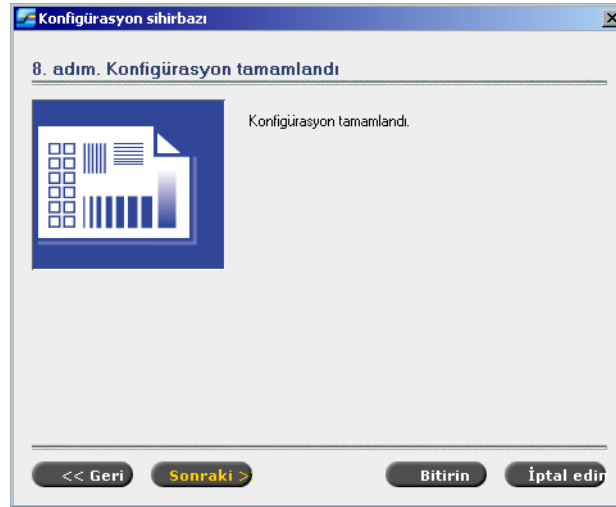 Konfigürasyon sihirbazı
8. adım. Konfigürasyon tamamlandı
Konfigürasyon tamamlandı.
<< Geri
Sonraki >
Bitirin
İptal edin